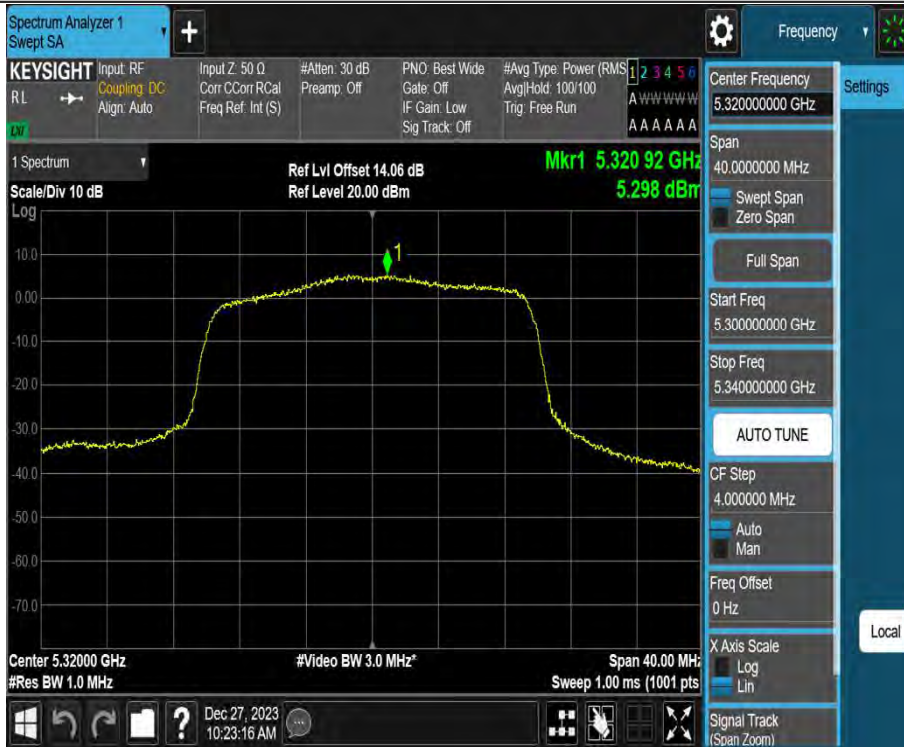 Spectrum Analyzer 1
Swept SA
Frequency
KEYSIGHT
RL
LXI
Input: RF
Coupling: DC
Align: Auto
Input Z: 50 Ω
Corr CCorr RCal
Freq Ref: Int (S)
#Atten: 30 dB
Preamp: Off
PNO: Best Wide
Gate: Off
IF Gain: Low
Sig Track: Off
#Avg Type: Power (RMS
Avg|Hold: 100/100
Trig: Free Run
1 2 3 4 5 6
A W W W W W
A A A A A A
1 Spectrum
Scale/Div 10 dB
Log
Ref Lvl Offset 14.06 dB
Ref Level 20.00 dBm
Mkr1 5.320 92 GHz
5.298 dBm
1
10.0
0.00
-10.0
-20.0
-30.0
-40.0
-50.0
-60.0
-70.0
Center 5.32000 GHz
#Res BW 1.0 MHz
#Video BW 3.0 MHz*
Span 40.00 MHz
Sweep 1.00 ms (1001 pts
Dec 27, 2023
10:23:16 AM
Center Frequency
5.320000000 GHz
Span
40.0000000 MHz
Swept Span
Zero Span
Full Span
Start Freq
5.300000000 GHz
Stop Freq
5.340000000 GHz
AUTO TUNE
CF Step
4.000000 MHz
Auto
Man
Freq Offset
0 Hz
X Axis Scale
Log
Lin
Signal Track
(Span Zoom)
Settings
Local